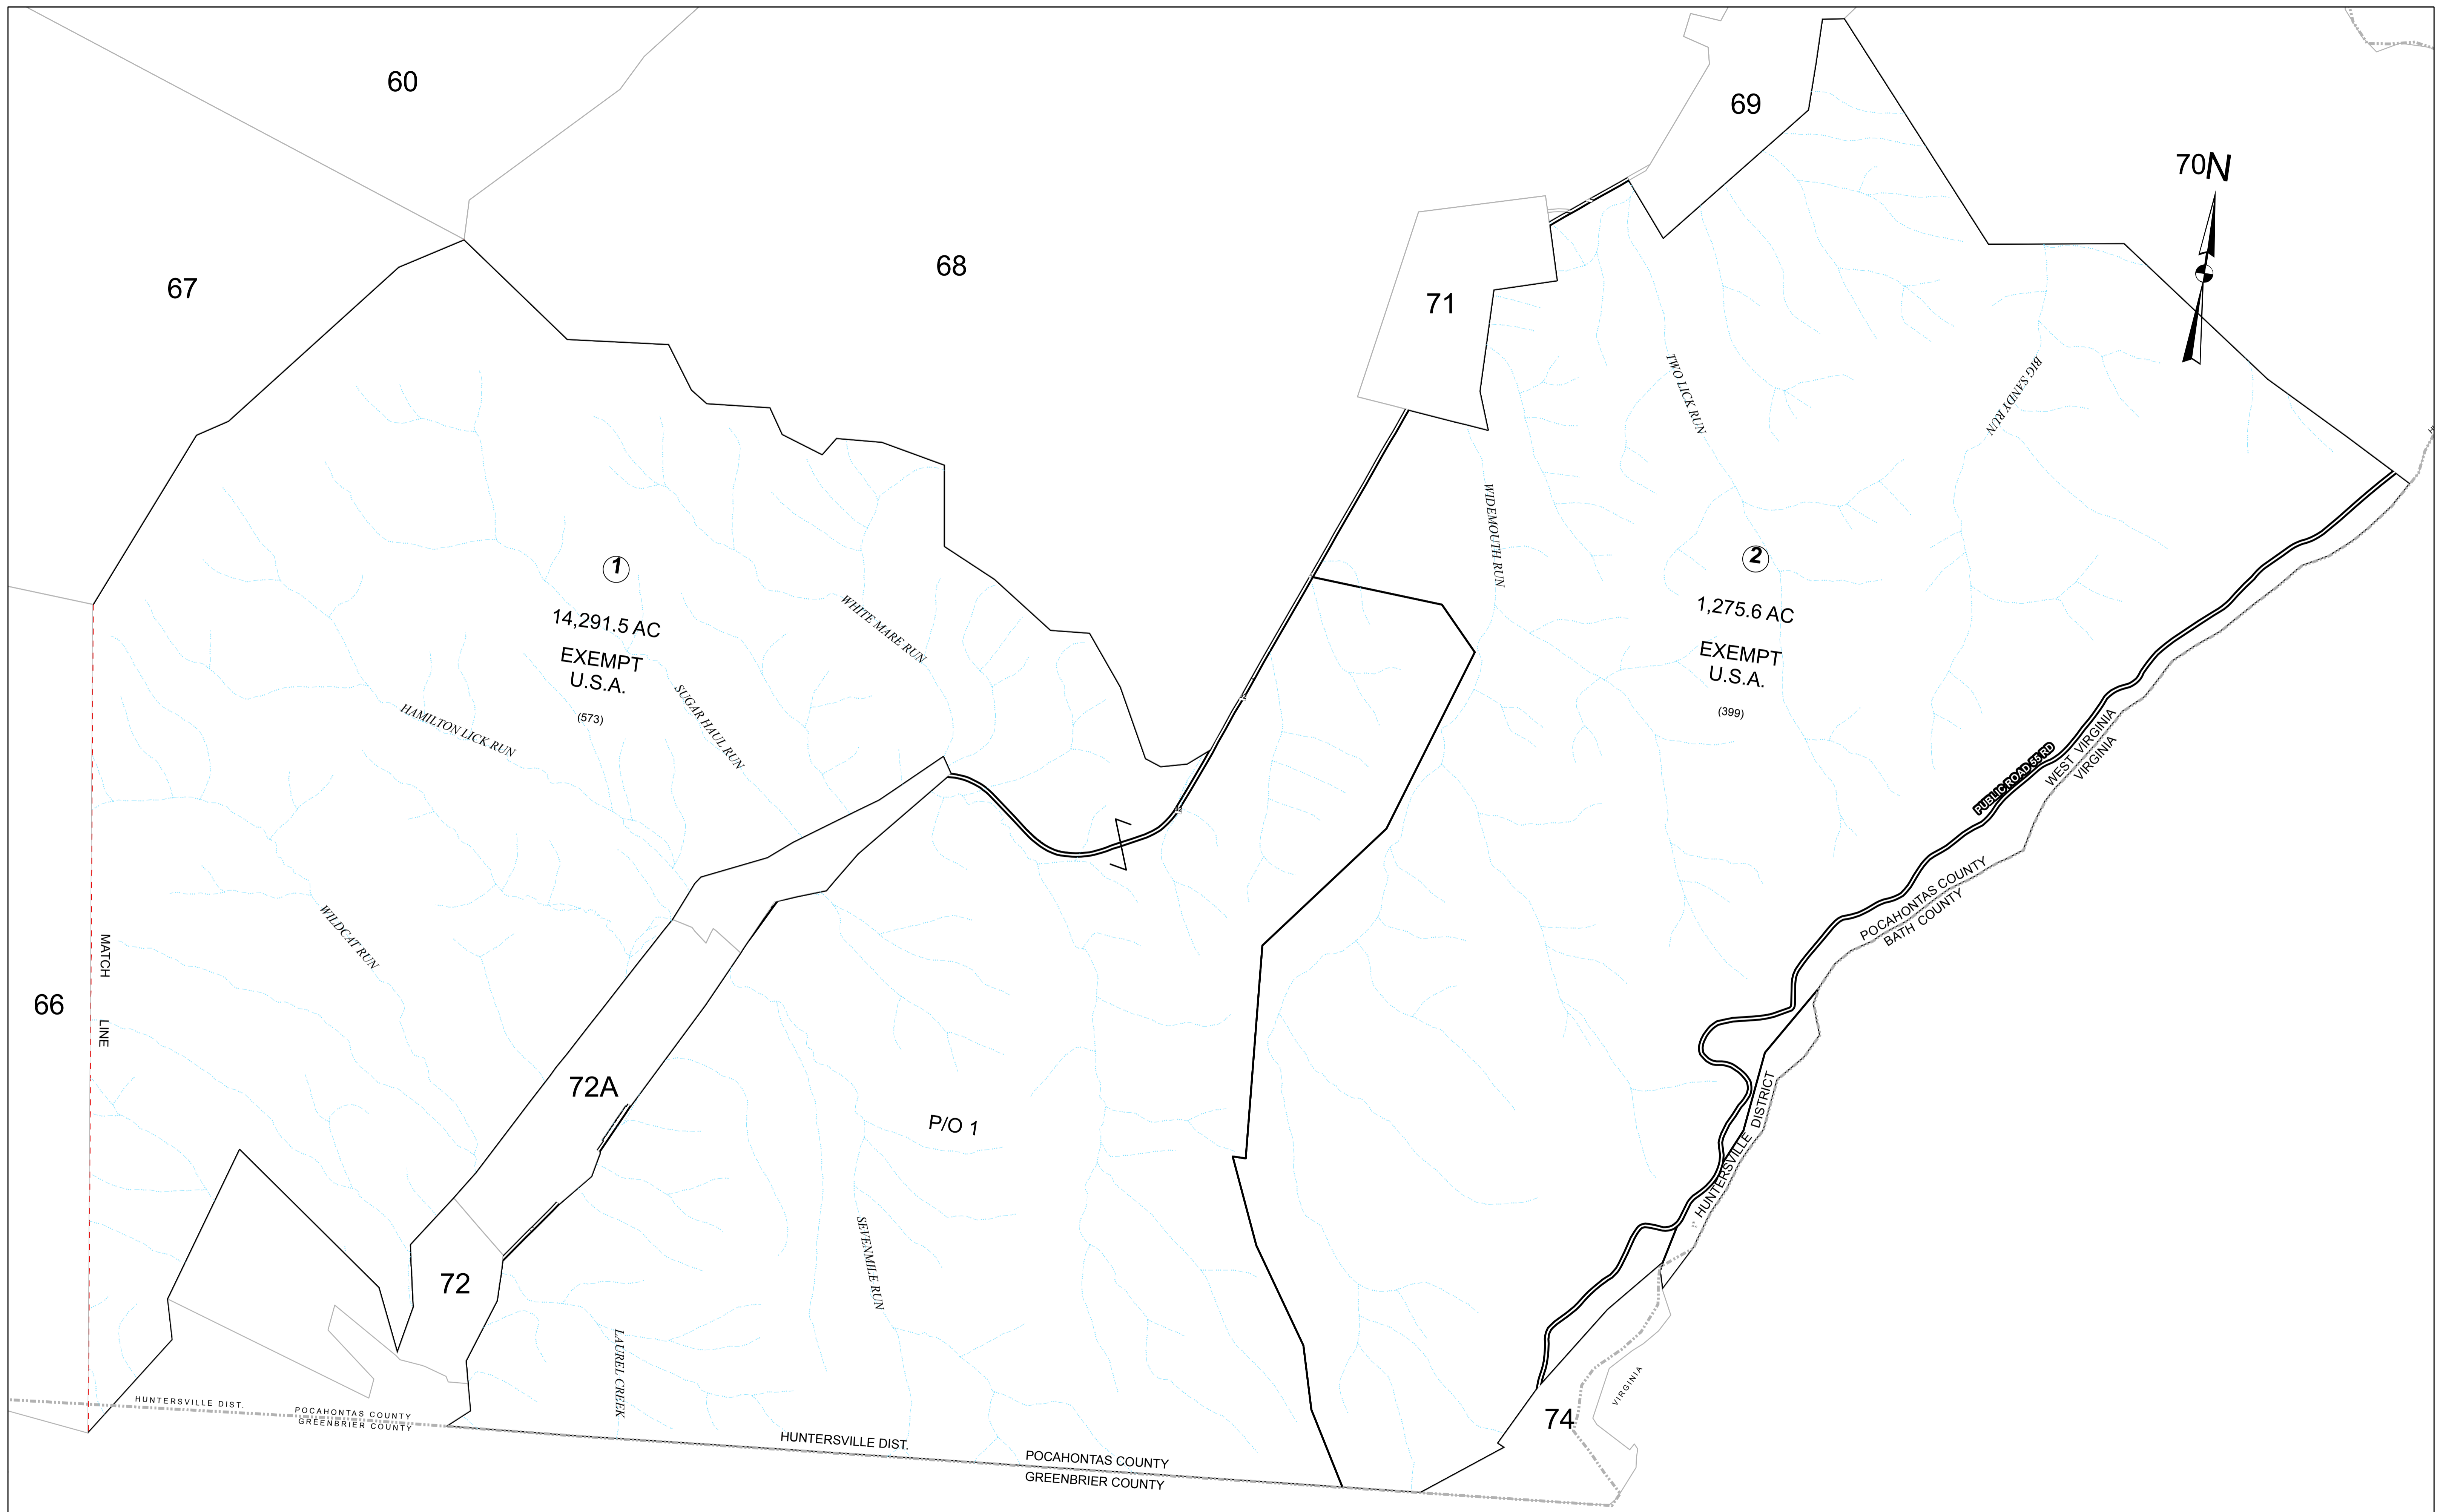 60
69
70
N
67
68
71
TWO LICK RUN
BIG SANDY RUN
WIDEMOUTH RUN
1
14,291.5 AC
EXEMPT
U.S.A.
(573)
2
1,275.6 AC
EXEMPT
U.S.A.
(399)
WHITE MARE RUN
SUGAR HAUL RUN
HAMILTON LICK RUN
WEST VIRGINIA
VIRGINIA
PUBLIC ROAD 55 RD
POCAHONTAS COUNTY
BATH COUNTY
WILDCAT RUN
MATCH LINE
66
72A
P/O 1
HUNTERSVILLE DISTRICT
SEVENMILE RUN
72
LAUREL CREEK
VIRGINIA
74
HUNTERSVILLE DIST.
POCAHONTAS COUNTY
GREENBRIER COUNTY
HUNTERSVILLE DIST.
POCAHONTAS COUNTY
GREENBRIER COUNTY